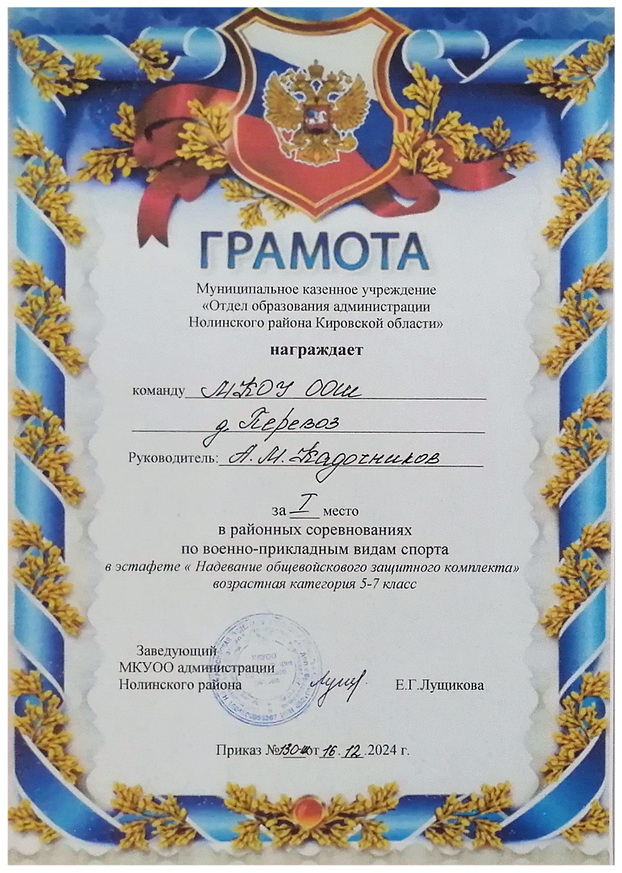 ГРАМОТА
Муниципальное казенное учреждение
«Отдел образования администрации
Нолинского района Кировской области»
награждает
команду МКОУ ООШ
д. Перевоз
Руководитель: А.М. Кадочников
за I место
в районных соревнованиях
по военно-прикладным видам спорта
в эстафете « Надевание общевойскового защитного комплекта»
возрастная категория 5-7 класс
Заведующий
МКУОО администрации
Нолинского района Е.Г.Лущикова
Приказ № от 16.12.2024 г.